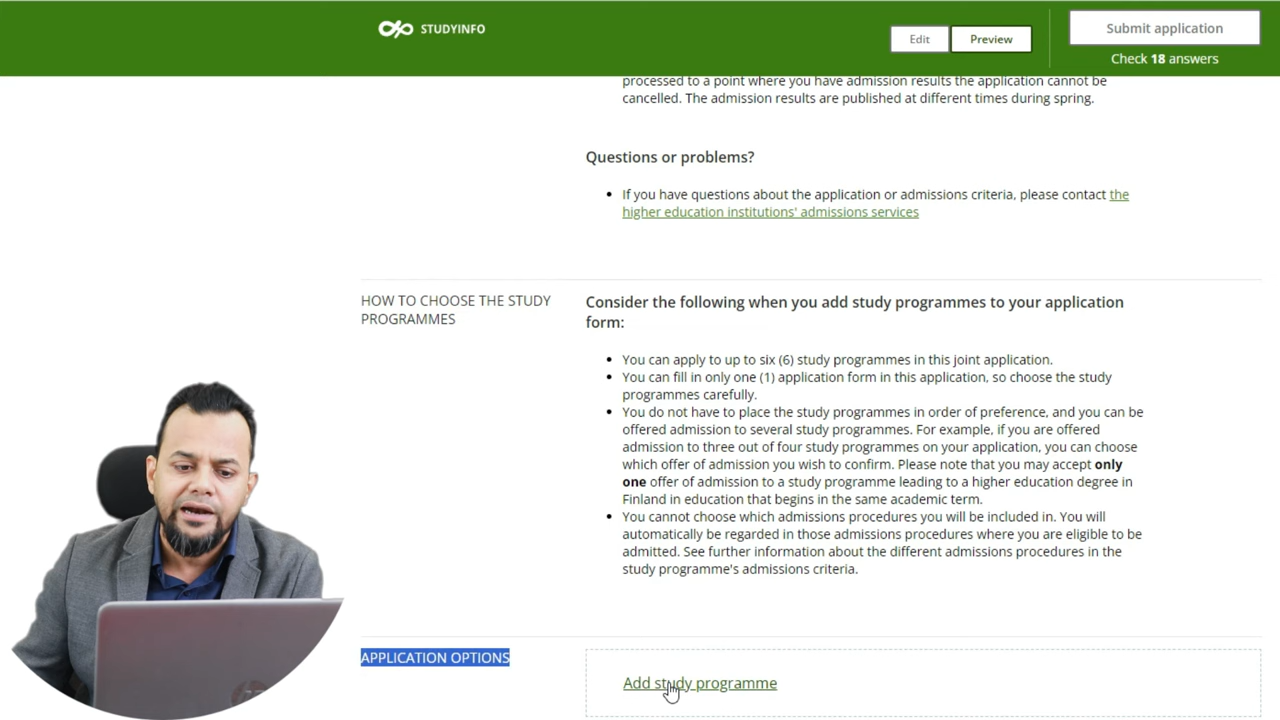 STUDYINFO
Edit
Preview
Submit application
Check 18 answers
processed to a point where you have admission results the application cannot be
cancelled. The admission results are published at different times during spring.
Questions or problems?
• If you have questions about the application or admissions criteria, please contact the
higher education institutions' admissions services
HOW TO CHOOSE THE STUDY
PROGRAMMES
Consider the following when you add study programmes to your application
form:
• You can apply to up to six (6) study programmes in this joint application.
• You can fill in only one (1) application form in this application, so choose the study
programmes carefully.
• You do not have to place the study programmes in order of preference, and you can be
offered admission to several study programmes. For example, if you are offered
admission to three out of four study programmes on your application, you can choose
which offer of admission you wish to confirm. Please note that you may accept only
one offer of admission to a study programme leading to a higher education degree in
Finland in education that begins in the same academic term.
• You cannot choose which admissions procedures you will be included in. You will
automatically be regarded in those admissions procedures where you are eligible to be
admitted. See further information about the different admissions procedures in the
study programme's admissions criteria.
APPLICATION OPTIONS
Add study programme